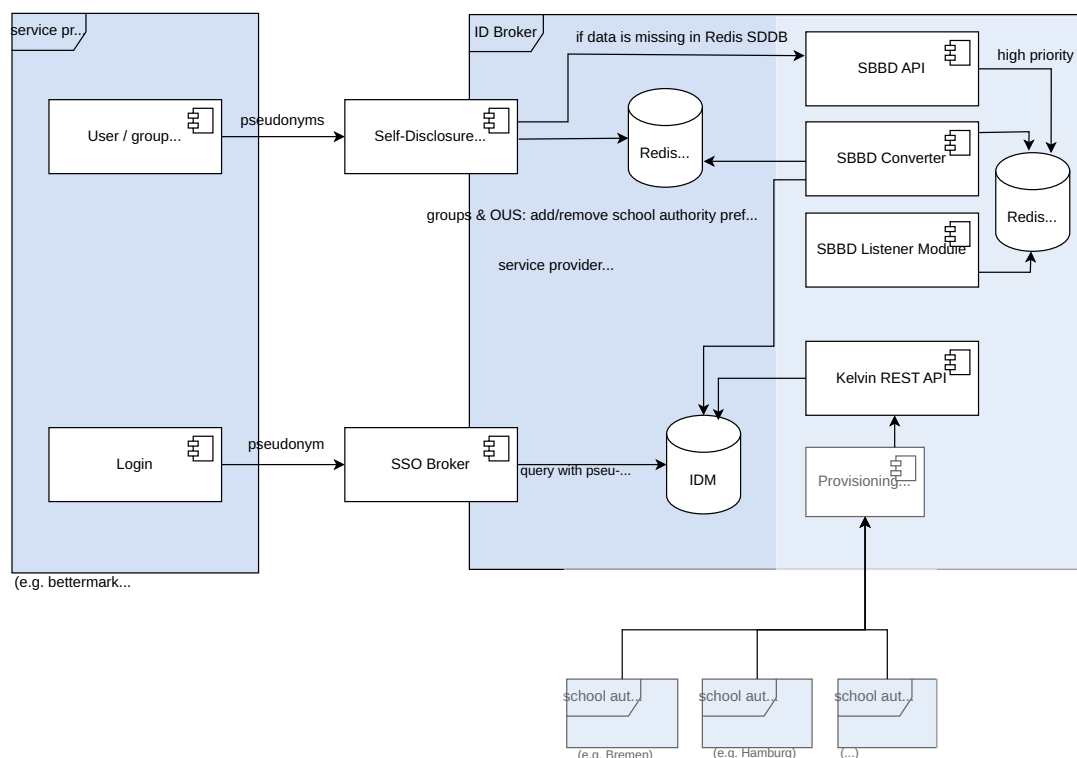 service pr...
ID Broker
if data is missing in Redis SDDB
SBBD API
high priority
User / group...
pseudonyms
Self-Disclosure...
Redis...
SBBD Converter
Redis...
groups & OUS: add/remove school authority pref...
SBBD Listener Module
service provider...
Kelvin REST API
Login
pseudonym
SSO Broker
query with pseu-...
IDM
Provisioning...
(e.g. bettermark...
school aut...
school aut...
school aut...
(e.g. Bremen)
(e.g. Hamburg)
(...)